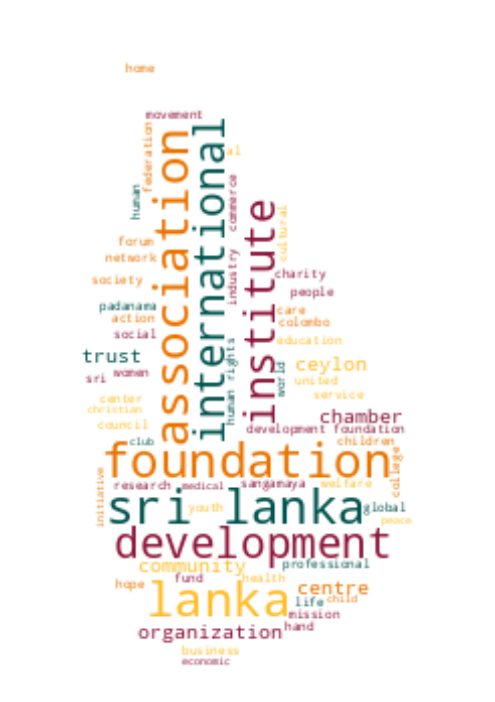 home
movement
association
international
federation
al
human
commerce
institute
cultural
forum
network
industry
charity
society
people
padanama
action
care
colombo
social
human rights
education
trust
world
ceylon
sri
women
united
center
service
christian
chamber
council
development foundation
club
children
foundation
college
initiative
research
medical
sangamaya
welfare
sri lanka
youth
global
peace
development
community
professional
fund
health
hope
centre
lanka
life
child
mission
organization
hand
business
economic